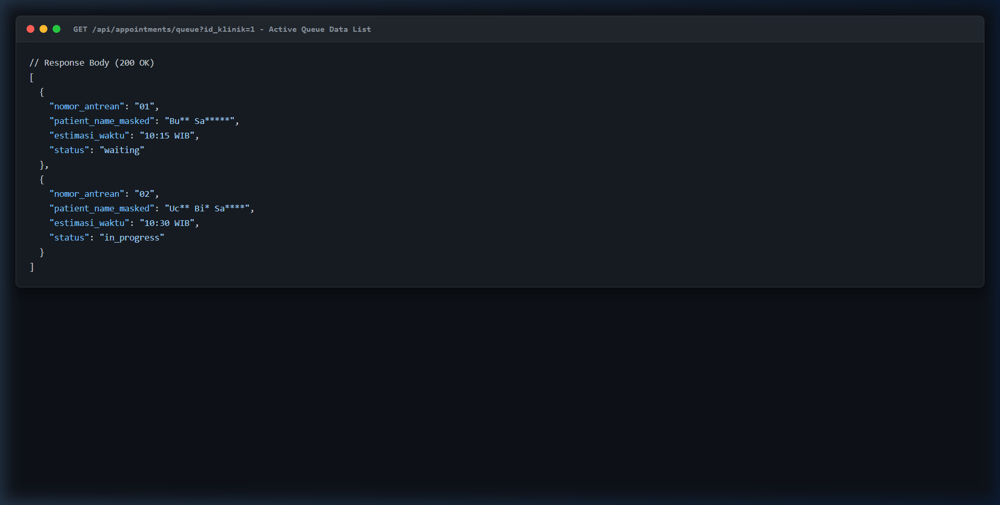 GET /api/appointments/queue?id_klinik=1 - Active Queue Data List
// Response Body (200 OK)
[
  {
    "nomor_antrean": "01",
    "patient_name_masked": "Bu** Sa*****",
    "estimasi_waktu": "10:15 WIB",
    "status": "waiting"
  },
  {
    "nomor_antrean": "02",
    "patient_name_masked": "Uc** Bi* Sa****",
    "estimasi_waktu": "10:30 WIB",
    "status": "in_progress"
  }
]